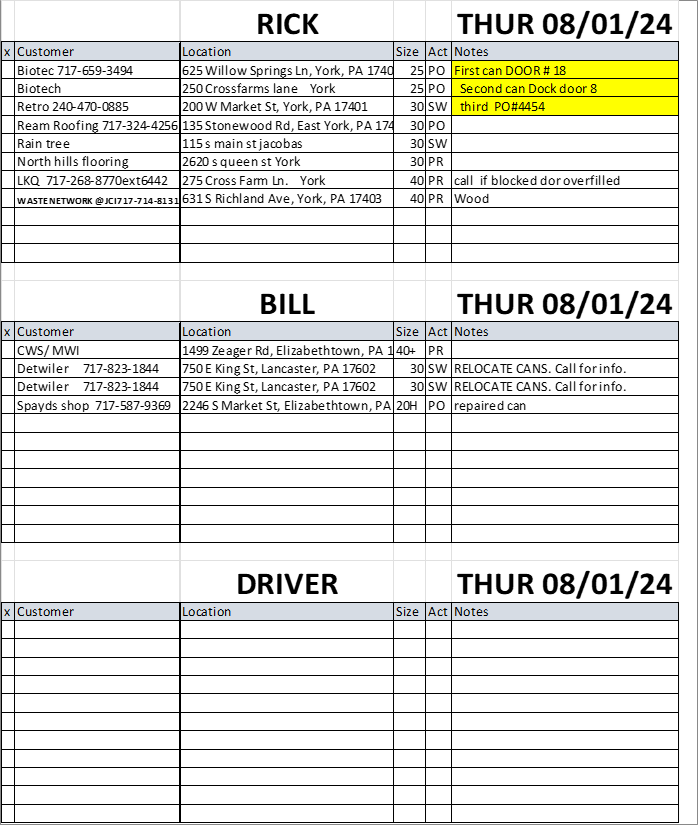 RICK THUR 08/01/24
x Customer Location Size Act Notes
Biotec 717-659-3494 625 Willow Springs Ln, York, PA 1740 25 PO First can DOOR # 18
Biotech 250 Crossfarms lane York 25 PO Second can Dock door 8
Retro 240-470-0885 200 W Market St, York, PA 17401 30 SW third PO#4454
Ream Roofing 717-324-4256 135 Stonewood Rd, East York, PA 174 30 PO
Rain tree 115 s main st jacobas 30 SW
North hills flooring 2620 s queen st York 30 PR
LKQ 717-268-8770ext6442 275 Cross Farm Ln. York 40 PR call if blocked dor overfilled
WASTE NETWORK @JCI 717-714-8131 631 S Richland Ave, York, PA 17403 40 PR Wood
BILL THUR 08/01/24
x Customer Location Size Act Notes
CWS/ MWI 1499 Zeager Rd, Elizabethtown, PA 1 40+ PR
Detwiler 717-823-1844 750 E King St, Lancaster, PA 17602 30 SW RELOCATE CANS. Call for info.
Detwiler 717-823-1844 750 E King St, Lancaster, PA 17602 30 SW RELOCATE CANS. Call for info.
Spayds shop 717-587-9369 2246 S Market St, Elizabethtown, PA 20H PO repaired can
DRIVER THUR 08/01/24
x Customer Location Size Act Notes